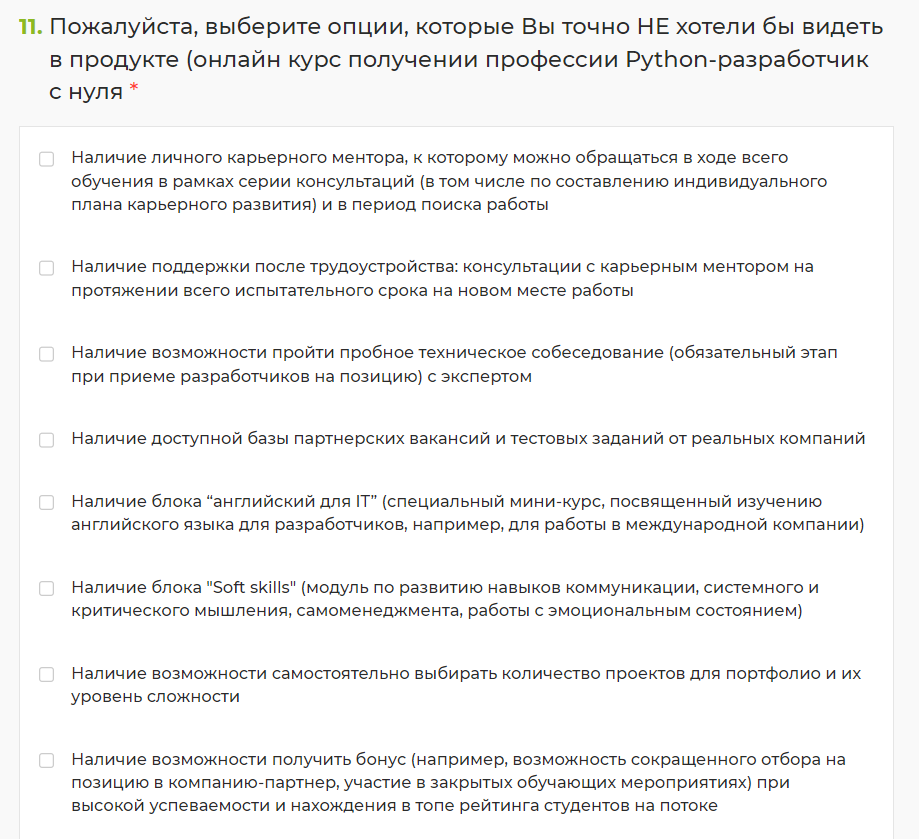 11. Пожалуйста, выберите опции, которые Вы точно НЕ хотели бы видеть
в продукте (онлайн курс получении профессии Python-разработчик
с нуля *
Наличие личного карьерного ментора, к которому можно обращаться в ходе всего
обучения в рамках серии консультаций (в том числе по составлению индивидуального
плана карьерного развития) и в период поиска работы
Наличие поддержки после трудоустройства: консультации с карьерным ментором на
протяжении всего испытательного срока на новом месте работы
Наличие возможности пройти пробное техническое собеседование (обязательный этап
при приеме разработчиков на позицию) с экспертом
Наличие доступной базы партнерских вакансий и тестовых заданий от реальных компаний
Наличие блока “английский для IT” (специальный мини-курс, посвященный изучению
английского языка для разработчиков, например, для работы в международной компании)
Наличие блока "Soft skills" (модуль по развитию навыков коммуникации, системного и
критического мышления, самоменеджмента, работы с эмоциональным состоянием)
Наличие возможности самостоятельно выбирать количество проектов для портфолио и их
уровень сложности
Наличие возможности получить бонус (например, возможность сокращенного отбора на
позицию в компанию-партнер, участие в закрытых обучающих мероприятиях) при
высокой успеваемости и нахождения в топе рейтинга студентов на потоке